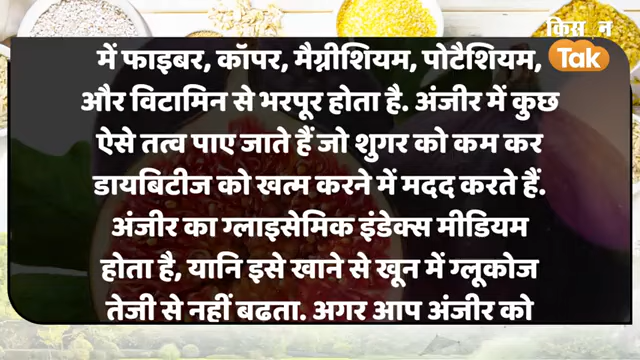 किसान
Tak
में फाइबर, कॉपर, मैग्नीशियम, पोटैशियम,
और विटामिन से भरपूर होता है. अंजीर में कुछ
ऐसे तत्व पाए जाते हैं जो शुगर को कम कर
डायबिटीज को खत्म करने में मदद करते हैं.
अंजीर का ग्लाइसेमिक इंडेक्स मीडियम
होता है, यानि इसे खाने से खून में ग्लूकोज
तेजी से नहीं बढता. अगर आप अंजीर को